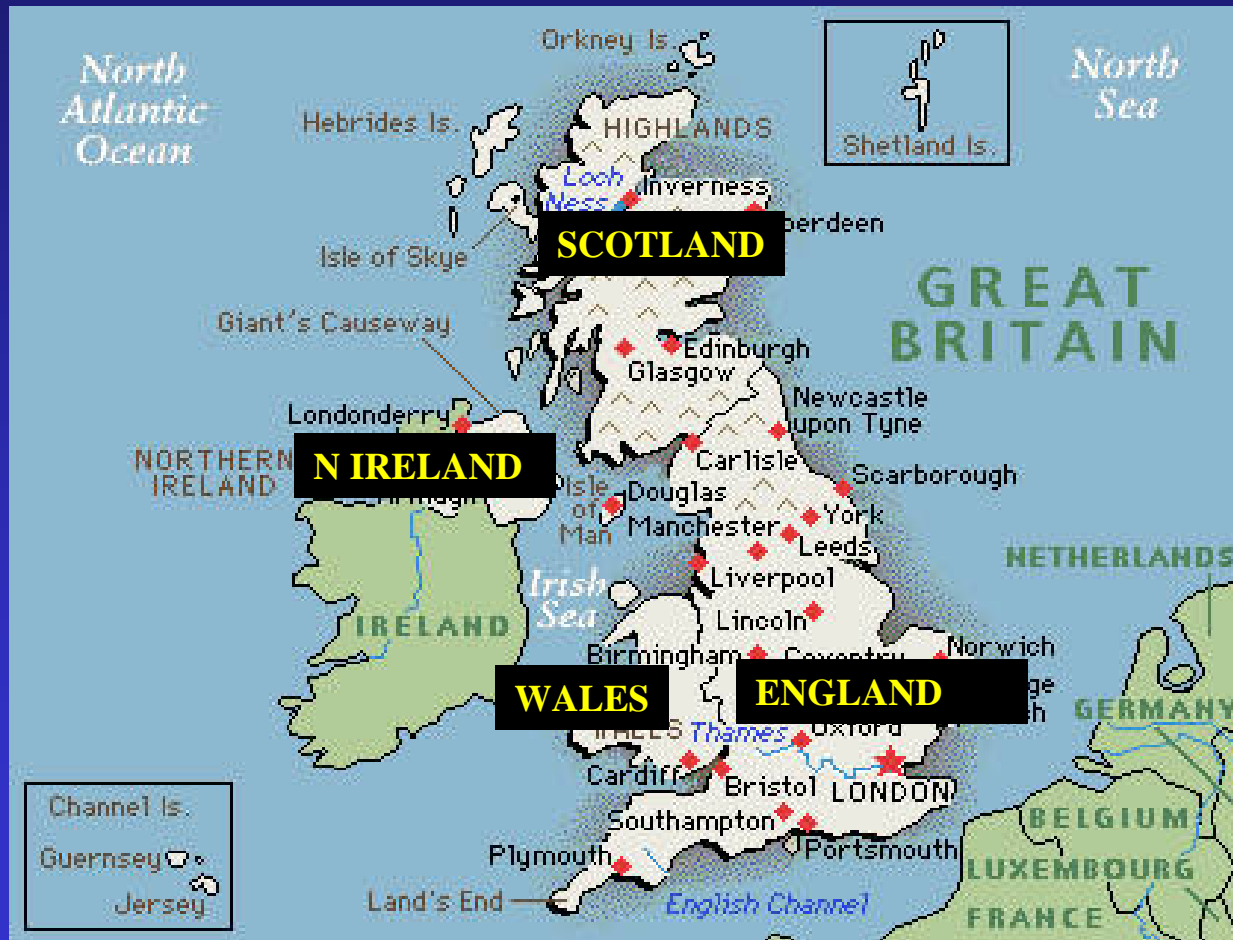 Orkney Is.
North
Atlantic
Ocean
North
Sea
Hebrides Is.
HIGHLANDS
Shetland Is.
Loch
Ness
Inverness
SCOTLAND
Isle of Skye
GREAT
BRITAIN
Giant's Causeway
Edinburgh
Glasgow
Newcastle
upon Tyne
Londonderry
N IRELAND
NORTHERN
IRELAND
Carlisle
Scarborough
Isle
of
Man
Douglas
York
Manchester
Leeds
NETHERLANDS
Liverpool
Irish
Sea
IRELAND
Lincoln
Birmingham
Coventry
Norwich
WALES
ENGLAND
GERMANY
Thames
Oxford
Cardiff
Bristol
LONDON
Channel Is.
Southampton
BELGIUM
Guernsey
Plymouth
Portsmouth
LUXEMBOURG
Jersey
Land's End
English Channel
FRANCE